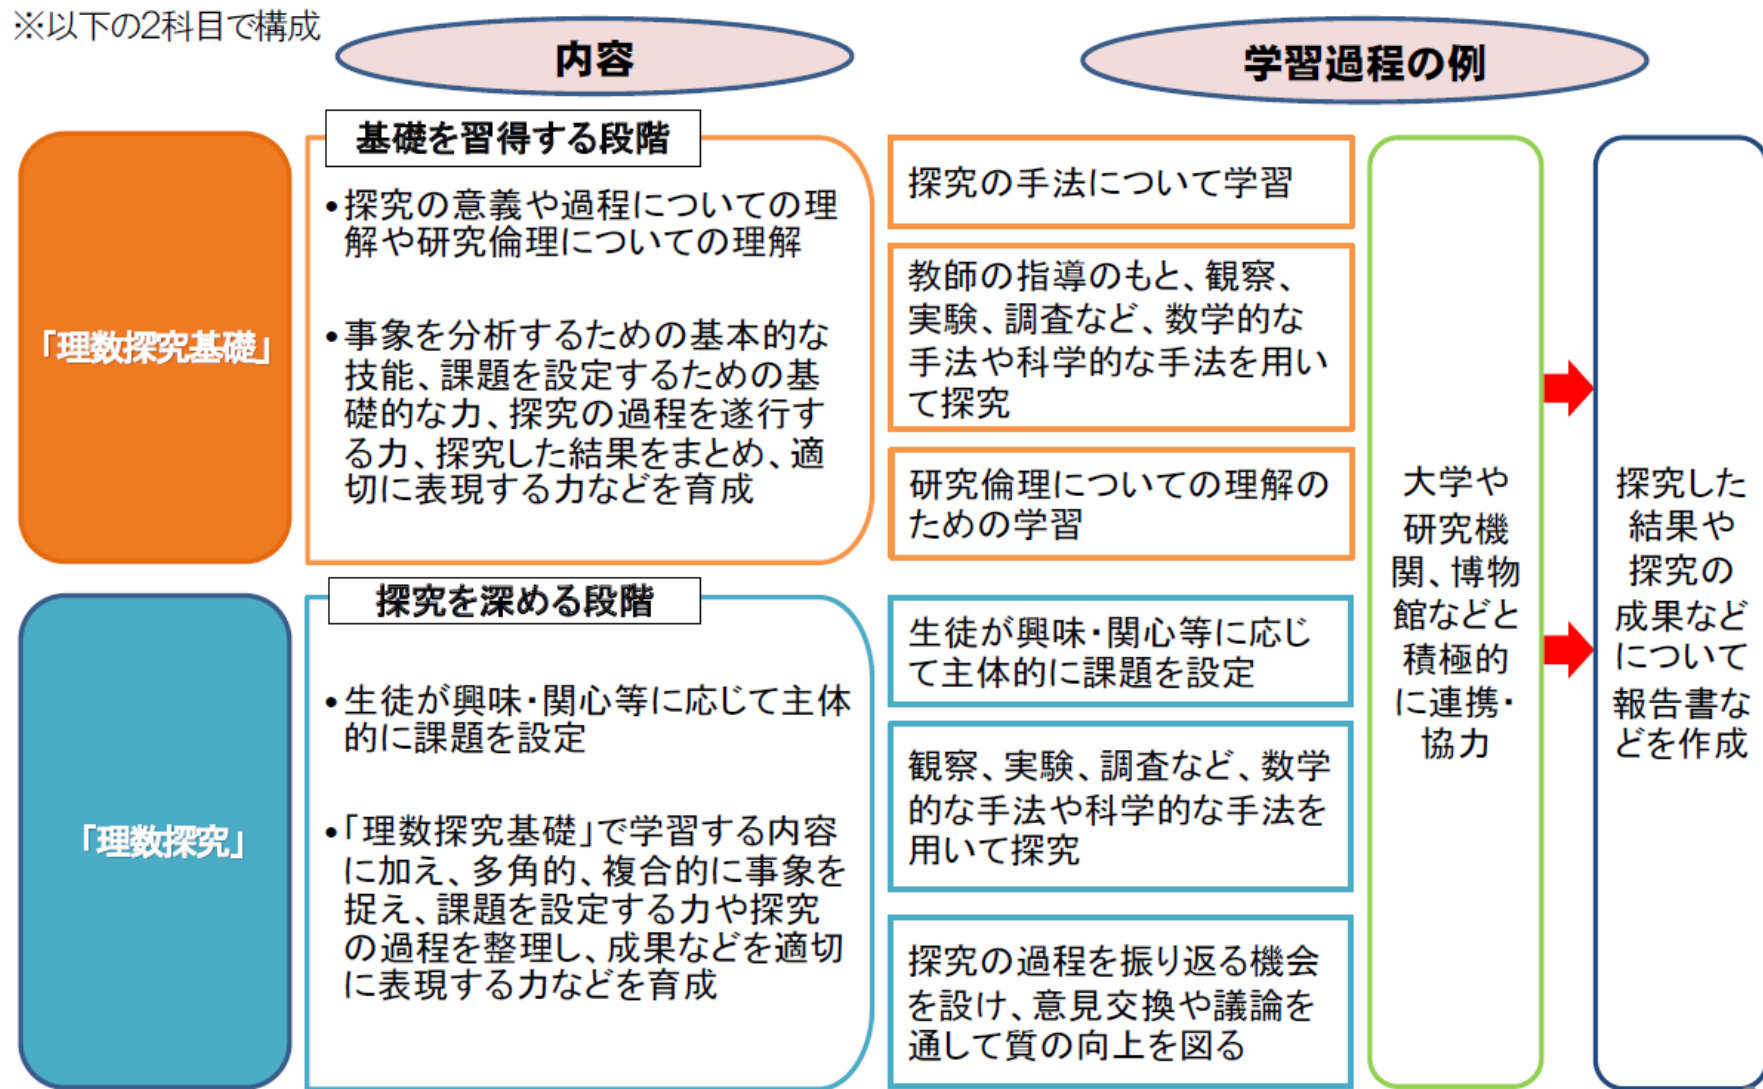 ※以下の2科目で構成
内容
学習過程の例
「理数探究基礎」
基礎を習得する段階
•探究の意義や過程についての理
解や研究倫理についての理解
•事象を分析するための基本的な
技能、課題を設定するための基
礎的な力、探究の過程を遂行す
る力、探究した結果をまとめ、適
切に表現する力などを育成
探究の手法について学習
教師の指導のもと、観察、
実験、調査など、数学的な
手法や科学的な手法を用い
て探究
研究倫理についての理解の
ための学習
「理数探究」
探究を深める段階
•生徒が興味・関心等に応じて主体
的に課題を設定
•「理数探究基礎」で学習する内容
に加え、多角的、複合的に事象を
捉え、課題を設定する力や探究
の過程を整理し、成果などを適切
に表現する力などを育成
生徒が興味・関心等に応じ
て主体的に課題を設定
観察、実験、調査など、数学
的な手法や科学的な手法を
用いて探究
探究の過程を振り返る機会
を設け、意見交換や議論を
通して質の向上を図る
大学や
研究機
関、博物
館などと
積極的
に連携・
協力
探究した
結果や
探究の
成果など
について
報告書な
どを作成